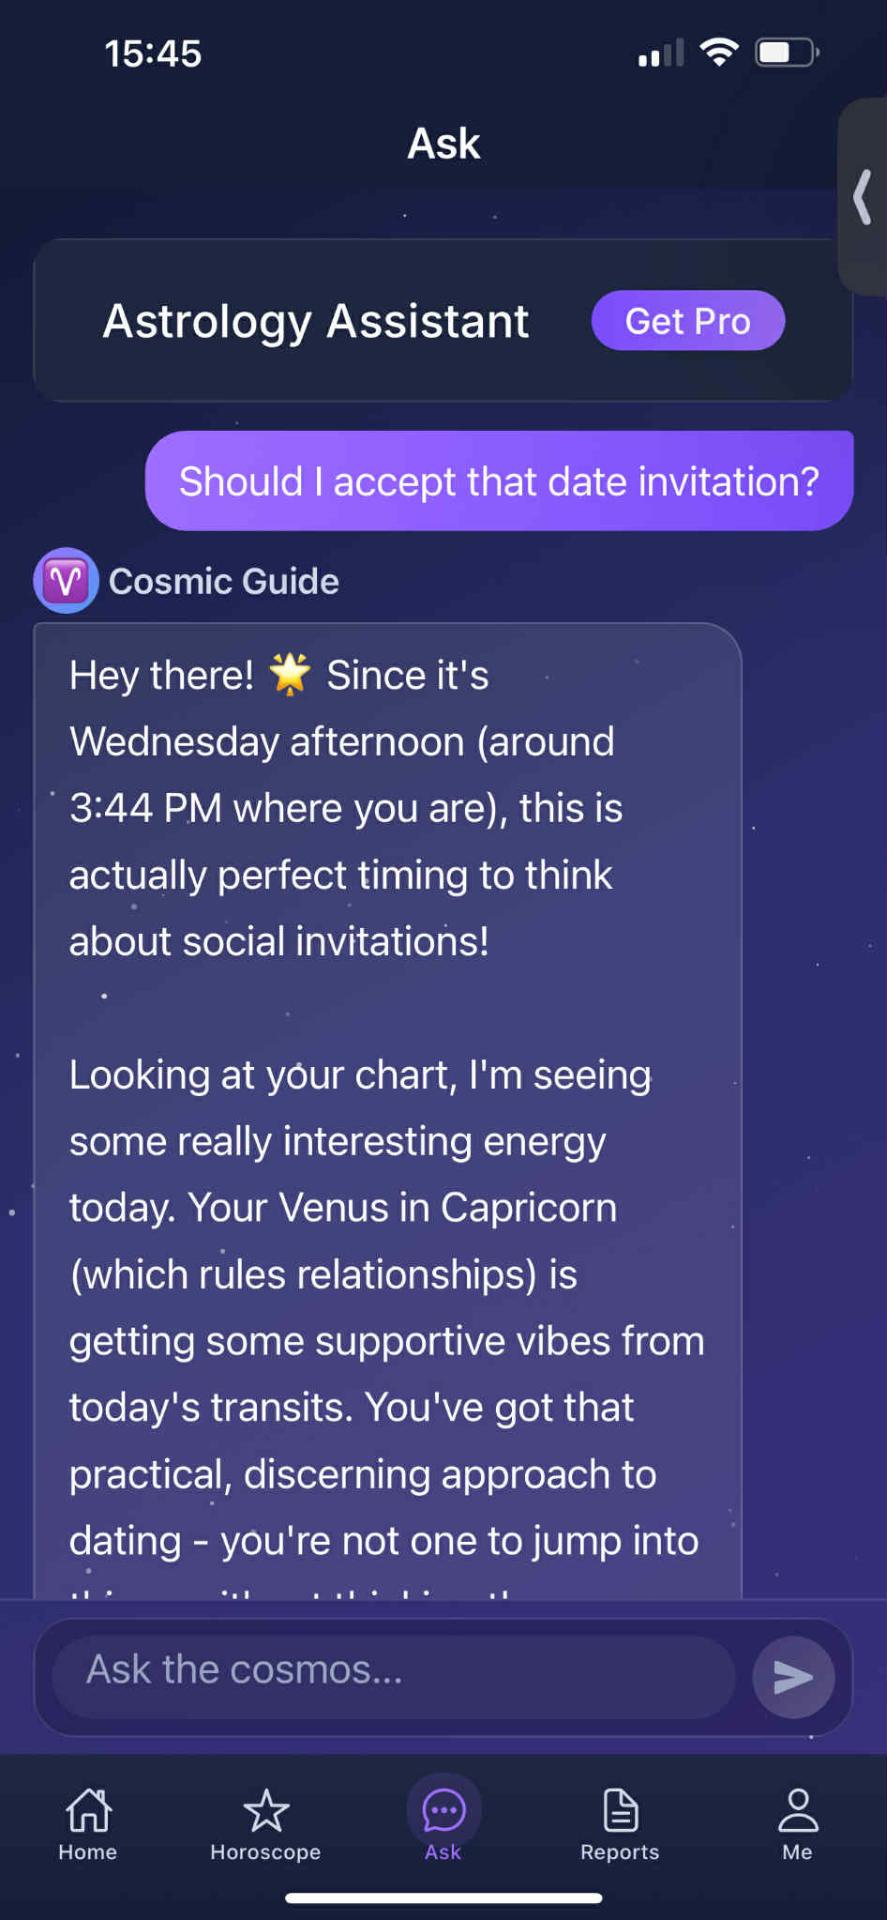 15:45
Ask
Astrology Assistant
Get Pro
Should I accept that date invitation?
Cosmic Guide
Hey there! 🌟 Since it's
Wednesday afternoon (around
3:44 PM where you are), this is
actually perfect timing to think
about social invitations!
Looking at your chart, I'm seeing
some really interesting energy
today. Your Venus in Capricorn
(which rules relationships) is
getting some supportive vibes from
today's transits. You've got that
practical, discerning approach to
dating - you're not one to jump into
Ask the cosmos...
Home
Horoscope
Ask
Reports
Me